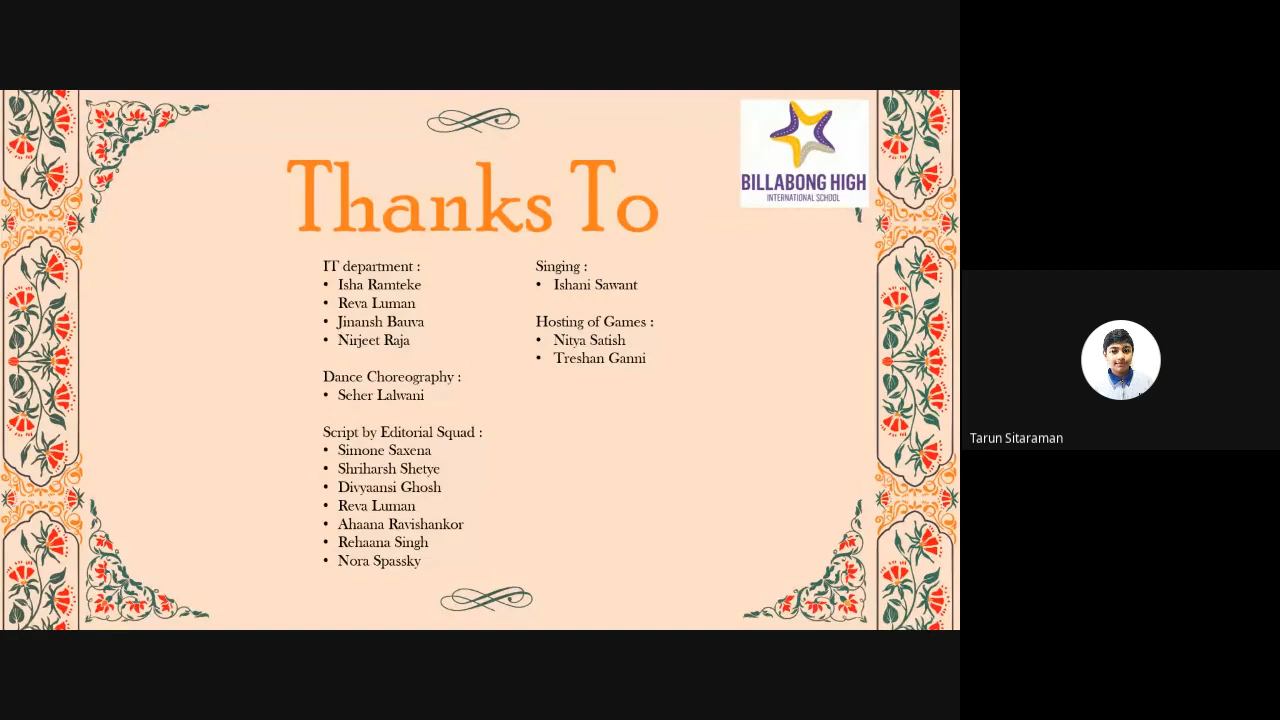 Thanks To
BILLABONG HIGH
INTERNATIONAL SCHOOL
IT department :
• Isha Ramteke
• Reva Luman
• Jinansh Bauva
• Nirjeet Raja
Dance Choreography :
• Seher Lalwani
Script by Editorial Squad :
• Simone Saxena
• Shriharsh Shetye
• Divyaansi Ghosh
• Reva Luman
• Ahaana Ravishankor
• Rehaana Singh
• Nora Spassky
Singing :
• Ishani Sawant
Hosting of Games :
• Nitya Satish
• Treshan Ganni
Tarun Sitaraman